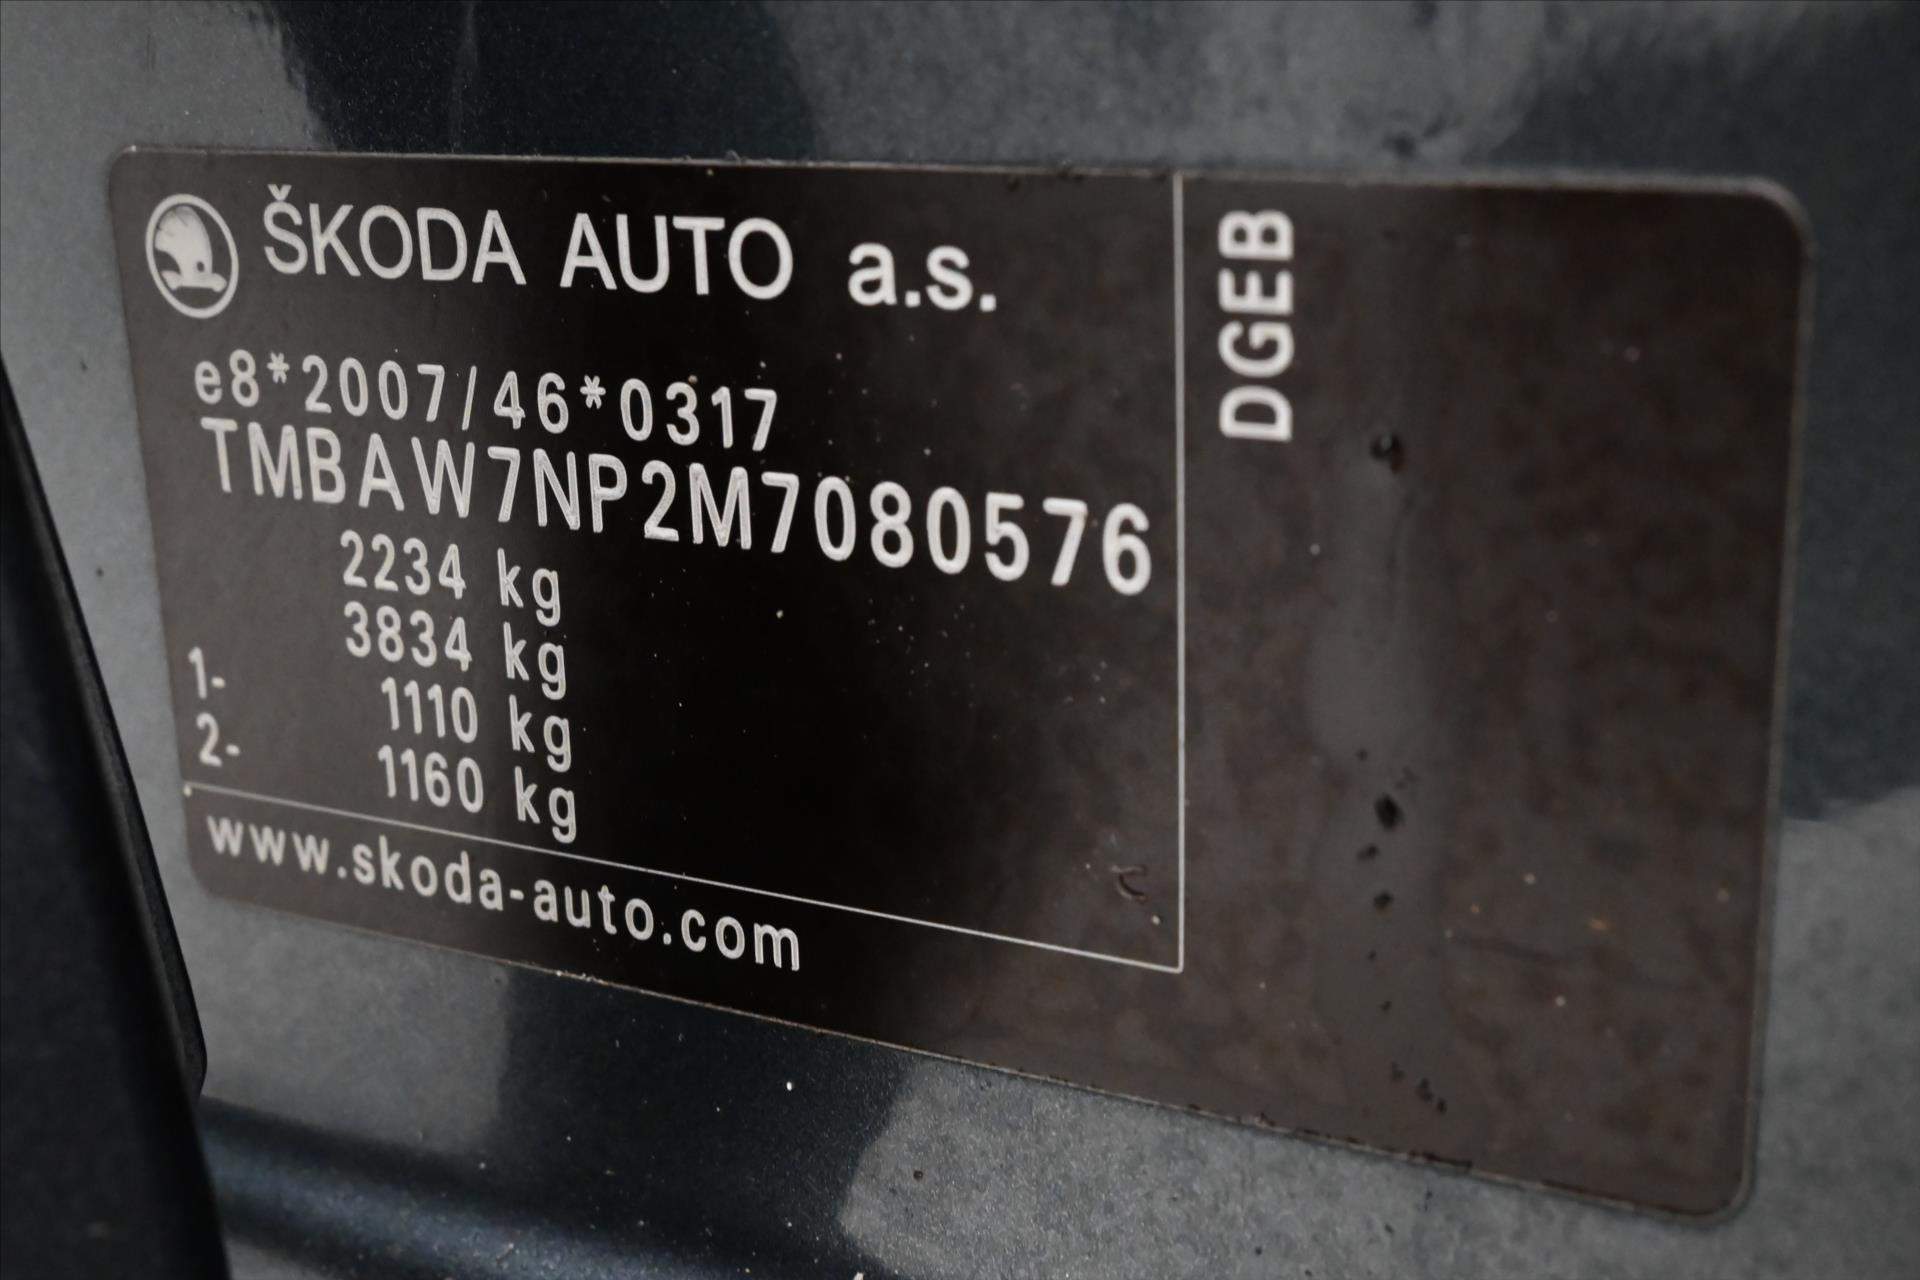 ŠKODA AUTO a.s.
e8*2007/46*0317
TMBAW7NP2M7080576
2234 kg
3834 kg
1- 1110 kg
2- 1160 kg
www.skoda-auto.com
DGEB